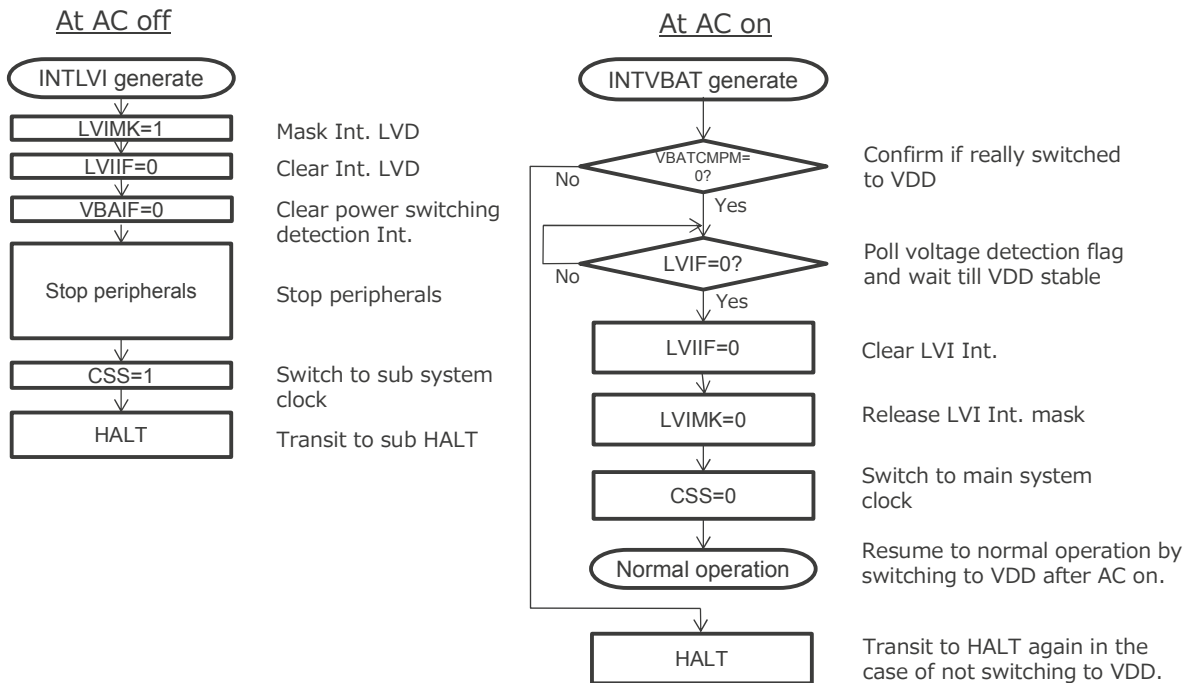 At AC off
INTLVI generate
LVIMK=1
Mask Int. LVD
LVIIF=0
Clear Int. LVD
VBAIF=0
Clear power switching
detection Int.
Stop peripherals
Stop peripherals
CSS=1
Switch to sub system
clock
HALT
Transit to sub HALT
At AC on
INTVBAT generate
VBATCMPM=
0?
No
Yes
Confirm if really switched
to VDD
LVIF=0?
No
Yes
Poll voltage detection flag
and wait till VDD stable
LVIIF=0
Clear LVI Int.
LVIMK=0
Release LVI Int. mask
CSS=0
Switch to main system
clock
Normal operation
Resume to normal operation by
switching to VDD after AC on.
HALT
Transit to HALT again in the
case of not switching to VDD.